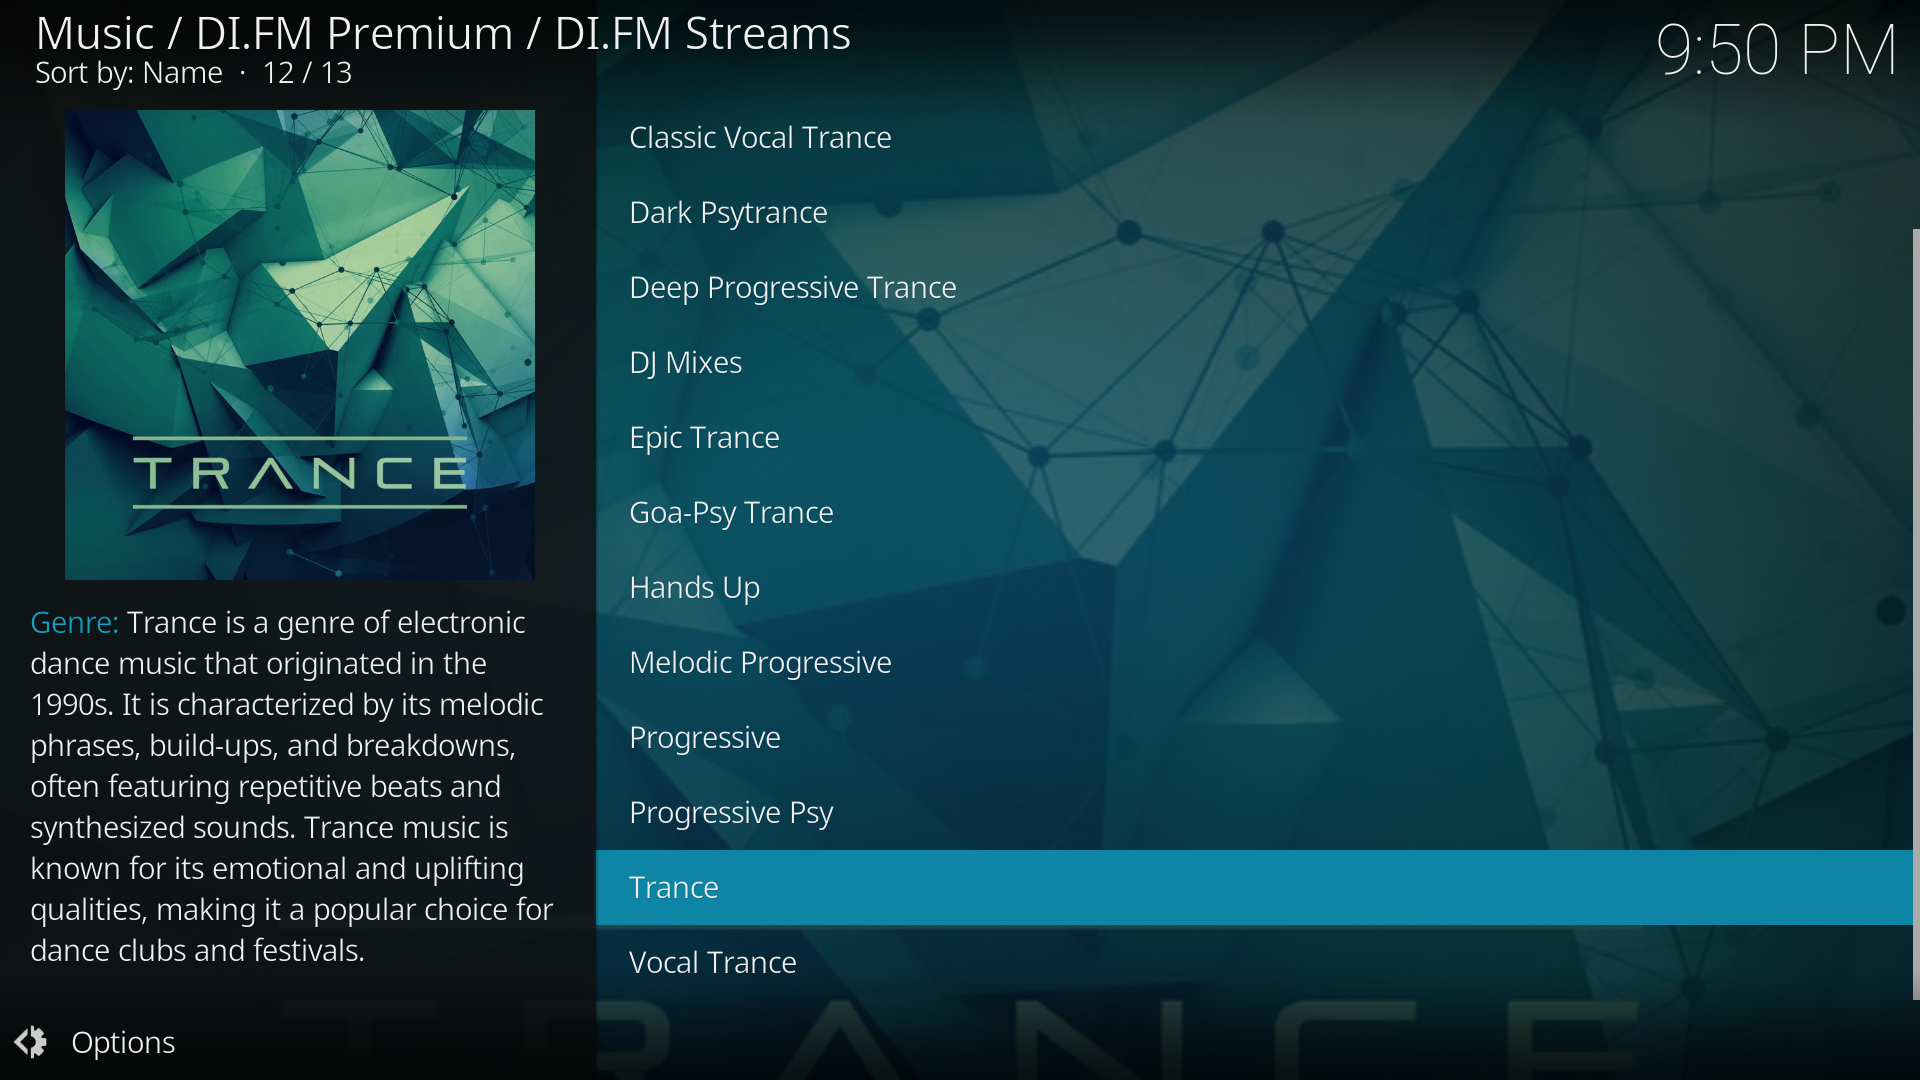 Music / DI.FM Premium / DI.FM Streams
Sort by: Name · 12 / 13
9:50 PM
TRANCE
Genre: Trance is a genre of electronic
dance music that originated in the
1990s. It is characterized by its melodic
phrases, build-ups, and breakdowns,
often featuring repetitive beats and
synthesized sounds. Trance music is
known for its emotional and uplifting
qualities, making it a popular choice for
dance clubs and festivals.
Classic Vocal Trance
Dark Psytrance
Deep Progressive Trance
DJ Mixes
Epic Trance
Goa-Psy Trance
Hands Up
Melodic Progressive
Progressive
Progressive Psy
Trance
Vocal Trance
TRANCE
Options